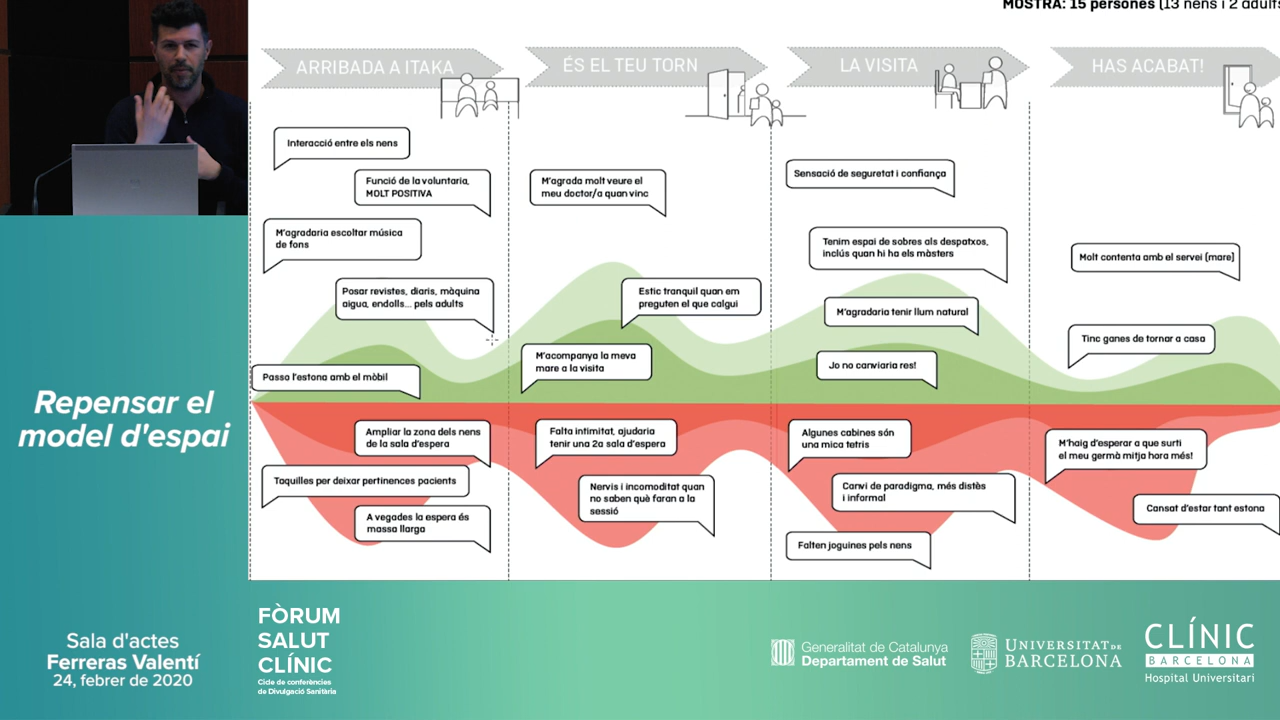 MOSTRA: 15 persones (13 nens i 2 adults
ARRIBADA A ITAKA
ÉS EL TEU TORN
LA VISITA
HAS ACABAT!
Interacció entre els nens
Funció de la voluntaria,
MOLT POSITIVA
M'agradaria escoltar música
de fons
Posar revistes, diaris, màquina
aigua, endolls... pels adults
Passo l'estona amb el mòbil
Ampliar la zona dels nens
de la sala d'espera
Taquilles per deixar pertinences pacients
A vegades la espera és
massa llarga
M'agrada molt veure el
meu doctor/a quan vinc
Estic tranquil quan em
pregunten el que calgui
M'acompanya la meva
mare a la visita
Falta intimitat, ajudaria
tenir una 2a sala d'espera
Nervis i incomoditat quan
no saben què faran a la
sessió
Sensació de seguretat i confiança
Tenim espai de sobres als despatxos,
inclús quan hi ha els màsters
M'agradaria tenir llum natural
Jo no canviaria res!
Algunes cabines són
una mica tetris
Canvi de paradigma, més distès
i informal
Falten joguines pels nens
Molt contenta amb el servei (mare)
Tinc ganes de tornar a casa
M'haig d'esperar a que surti
el meu germà mitja hora més!
Cansat d'estar tant estona
Repensar el
model d'espai
Sala d'actes
Ferreras Valentí
24, febrer de 2020
FÒRUM
SALUT
CLÍNIC
Cicle de conferències
de Divulgació Sanitària
Generalitat de Catalunya
Departament de Salut
UNIVERSITAT DE
BARCELONA
CLÍNIC
BARCELONA
Hospital Universitari